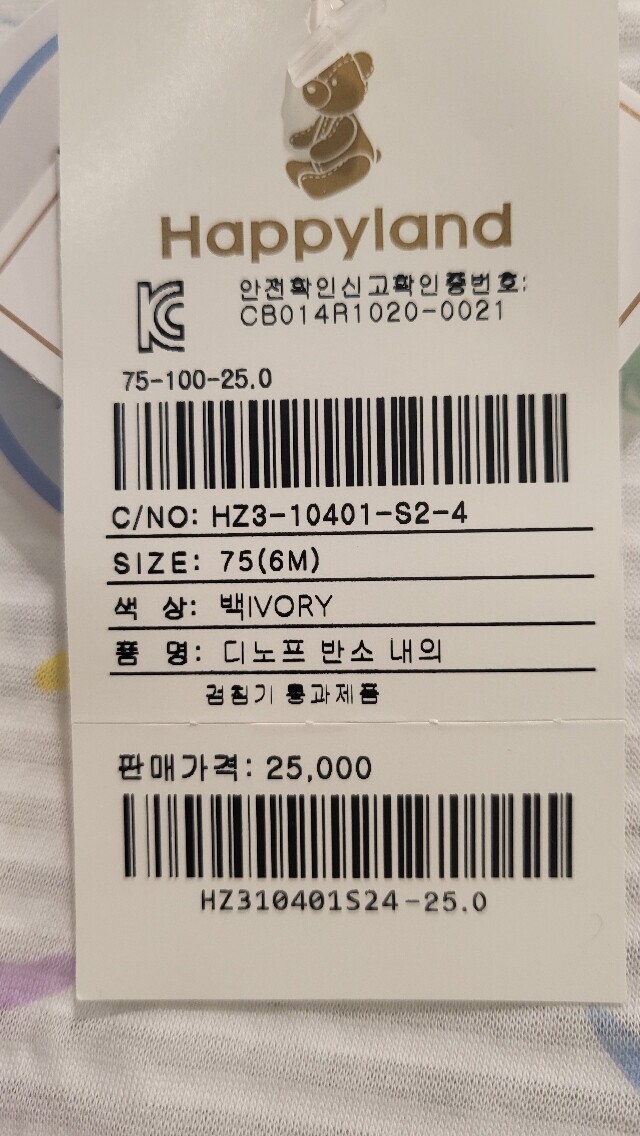 Happyland
안전확인신고확인증번호:
CB014R1020-0021
75-100-25.0
C/NO: HZ3-10401-S2-4
SIZE: 75(6M)
색 상: 백IVORY
품 명: 디노프 반소 내의
검침기 통과제품
판매가격: 25,000
HZ310401S24-25.0